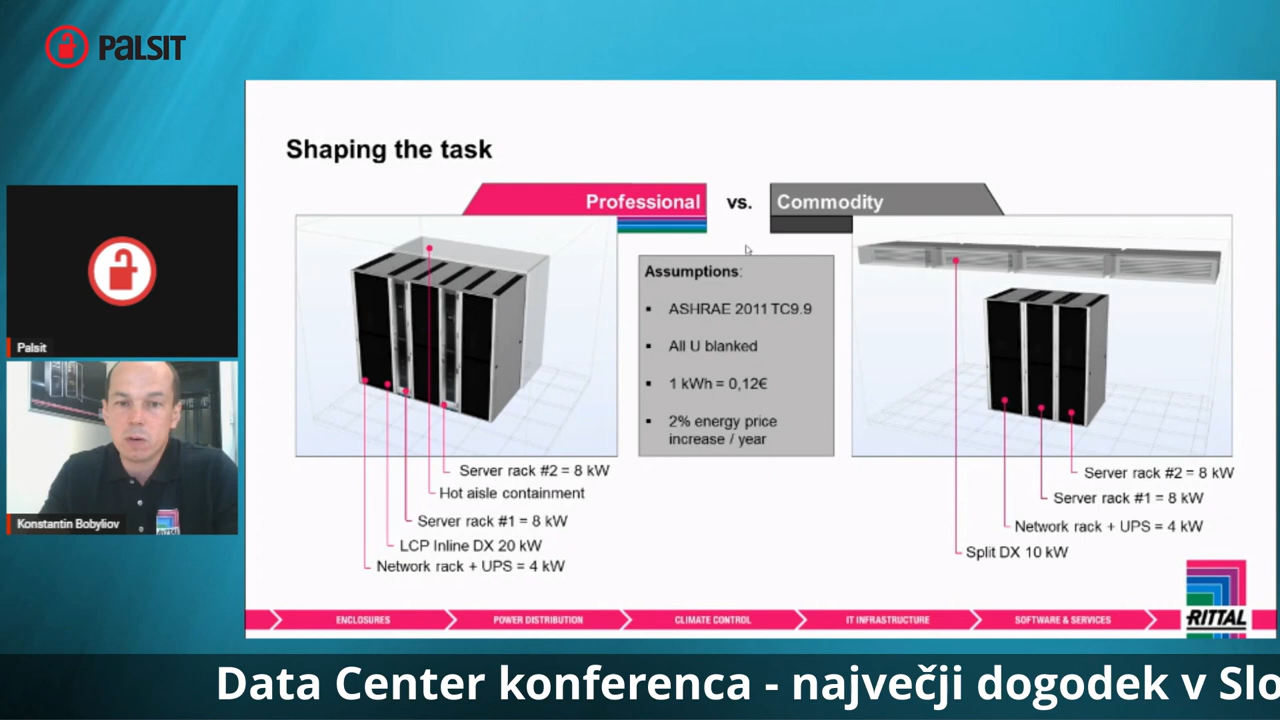 PALSIT
Shaping the task
Professional
vs.
Commodity
Assumptions:
ASHRAE 2011 TC9.9
All U blanked
1 kWh = 0,12€
2% energy price
increase / year
Server rack #2 = 8 kW
Hot aisle containment
Server rack #1 = 8 kW
LCP Inline DX 20 kW
Network rack + UPS = 4 kW
Server rack #2 = 8 kW
Server rack #1 = 8 kW
Network rack + UPS = 4 kW
Split DX 10 kW
Palsit
Konstantin Bobyliov
ENCLOSURES
POWER DISTRIBUTION
CLIMATE CONTROL
IT INFRASTRUCTURE
SOFTWARE & SERVICES
RITTAL
Data Center konferenca - največji dogodek v Slo